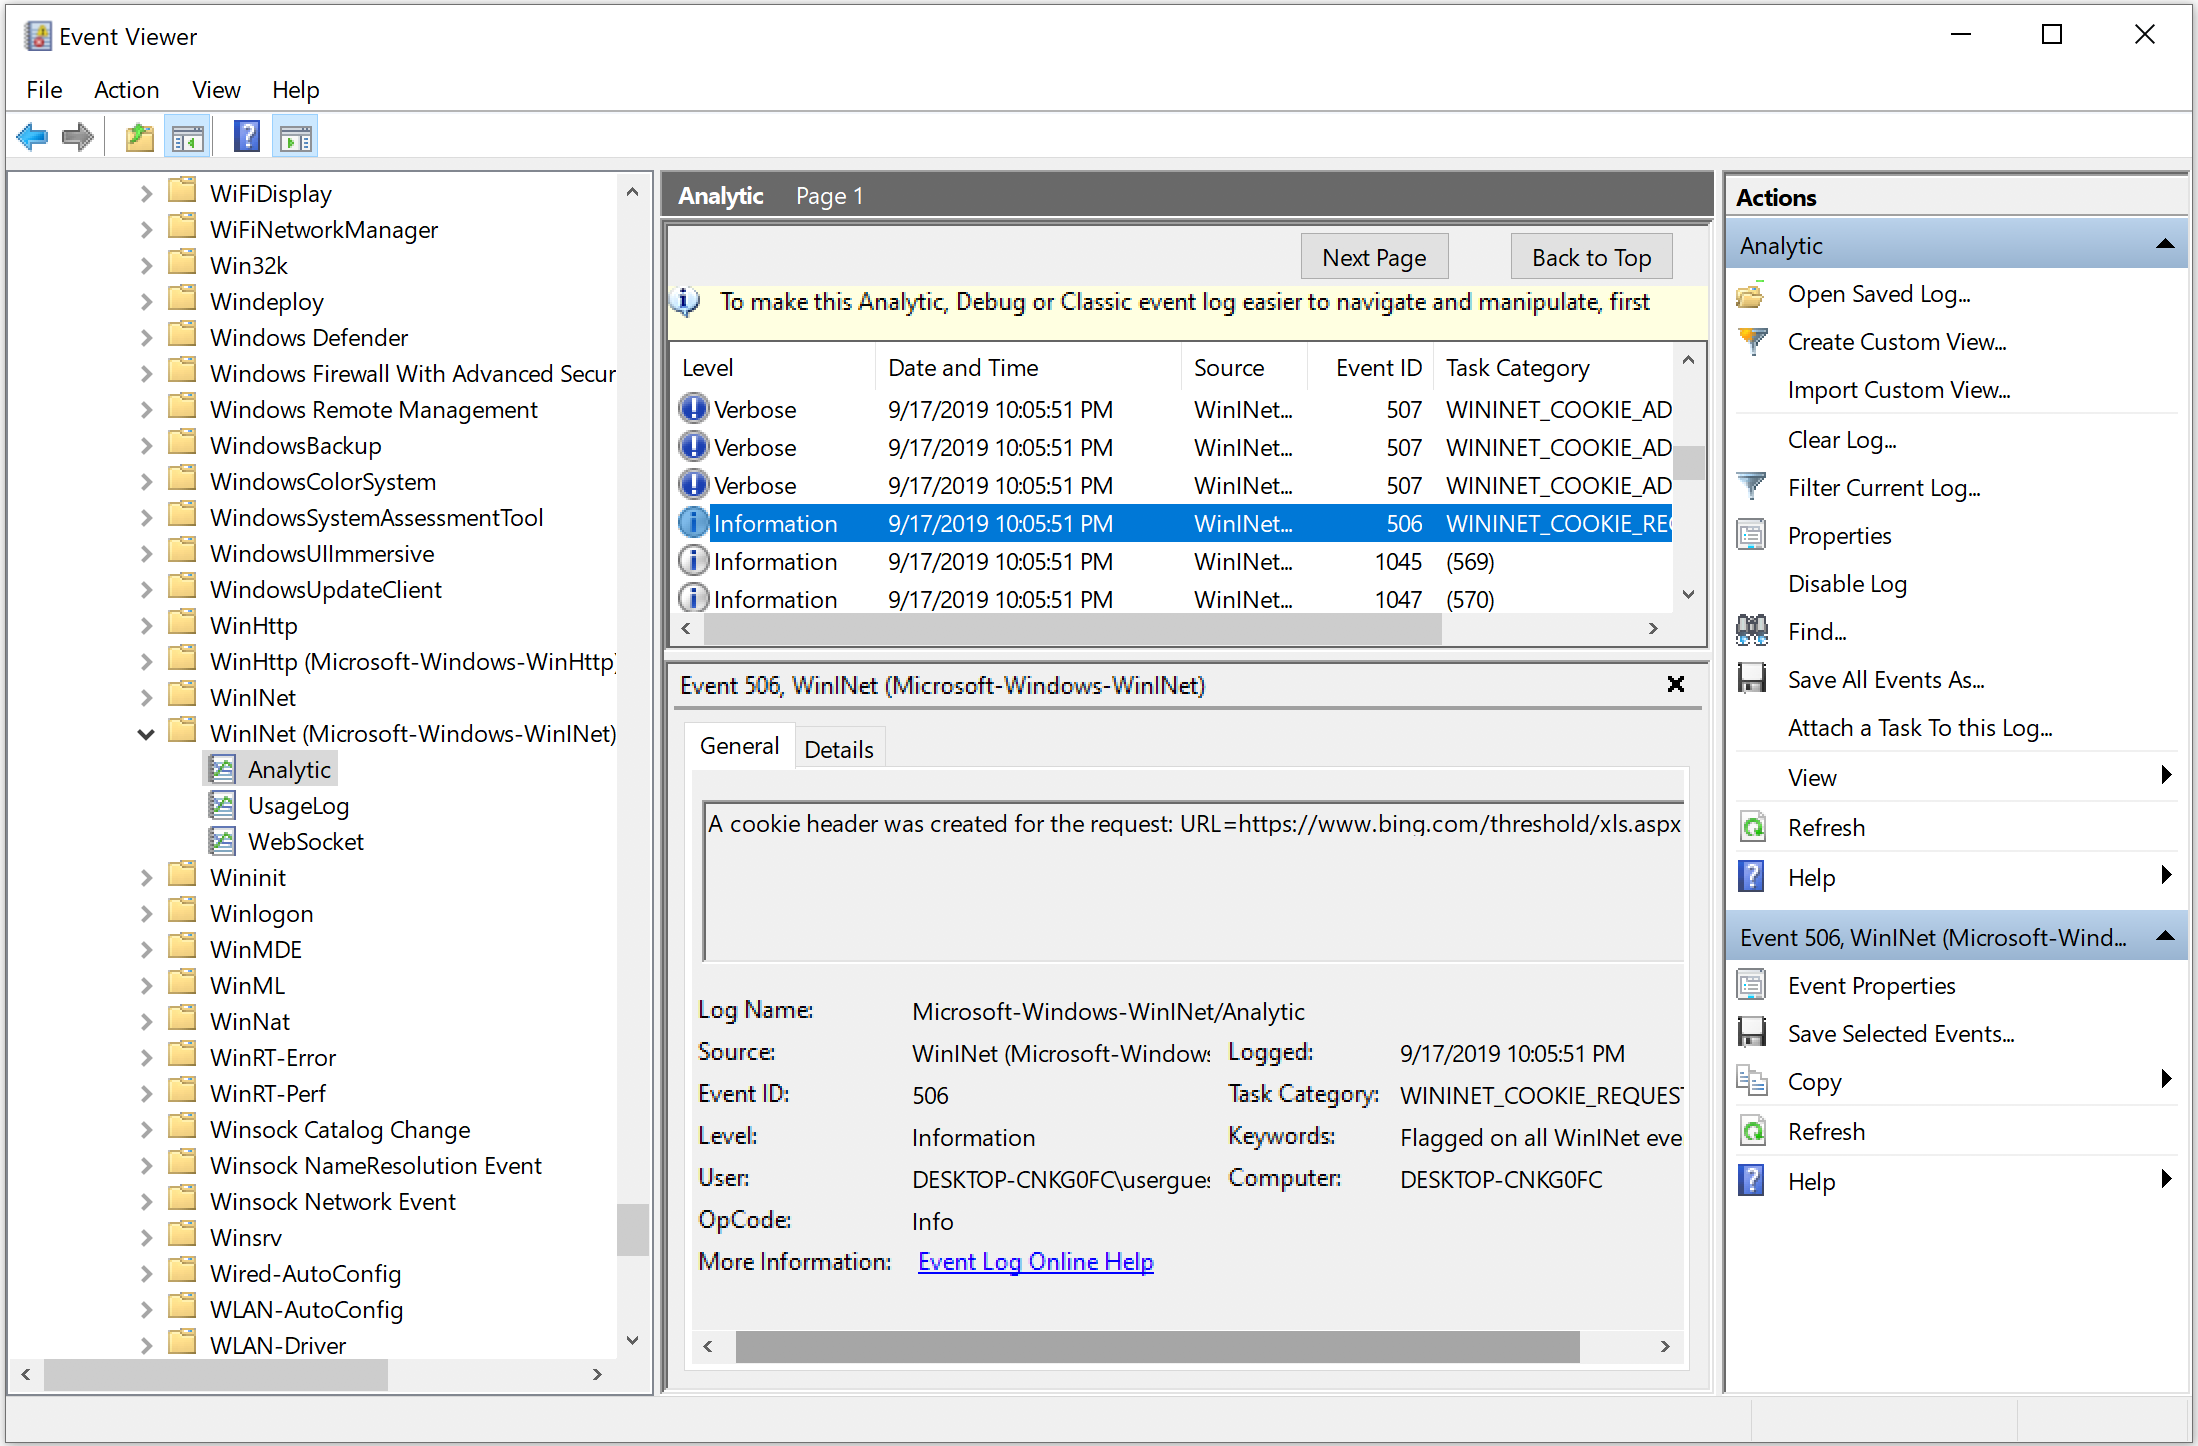 Event Viewer
File Action View Help
WiFiDisplay
WiFiNetworkManager
Win32k
Windeploy
Windows Defender
Windows Firewall With Advanced Secur
Windows Remote Management
WindowsBackup
WindowsColorSystem
WindowsSystemAssessmentTool
WindowsUIImmersive
WindowsUpdateClient
WinHttp
WinHttp (Microsoft-Windows-WinHttp)
WinINet
WinINet (Microsoft-Windows-WinINet)
Analytic
UsageLog
WebSocket
Wininit
Winlogon
WinMDE
WinML
WinNat
WinRT-Error
WinRT-Perf
Winsock Catalog Change
Winsock NameResolution Event
Winsock Network Event
Winsrv
Wired-AutoConfig
WLAN-AutoConfig
WLAN-Driver
Analytic Page 1
Next Page Back to Top
To make this Analytic, Debug or Classic event log easier to navigate and manipulate, first
Level Date and Time Source Event ID Task Category
Verbose 9/17/2019 10:05:51 PM WinINet... 507 WININET_COOKIE_AD
Verbose 9/17/2019 10:05:51 PM WinINet... 507 WININET_COOKIE_AD
Verbose 9/17/2019 10:05:51 PM WinINet... 507 WININET_COOKIE_AD
Information 9/17/2019 10:05:51 PM WinINet... 506 WININET_COOKIE_REQ
Information 9/17/2019 10:05:51 PM WinINet... 1045 (569)
Information 9/17/2019 10:05:51 PM WinINet... 1047 (570)
Event 506, WinINet (Microsoft-Windows-WinINet)
General Details
A cookie header was created for the request: URL=https://www.bing.com/threshold/xls.aspx
Log Name: Microsoft-Windows-WinINet/Analytic
Source: WinINet (Microsoft-Windows Logged: 9/17/2019 10:05:51 PM
Event ID: 506 Task Category: WININET_COOKIE_REQUEST
Level: Information Keywords: Flagged on all WinINet eve
User: DESKTOP-CNKG0FC\usergues Computer: DESKTOP-CNKG0FC
OpCode: Info
More Information: Event Log Online Help
Actions
Analytic
Open Saved Log...
Create Custom View...
Import Custom View...
Clear Log...
Filter Current Log...
Properties
Disable Log
Find...
Save All Events As...
Attach a Task To this Log...
View
Refresh
Help
Event 506, WinINet (Microsoft-Wind...
Event Properties
Save Selected Events...
Copy
Refresh
Help